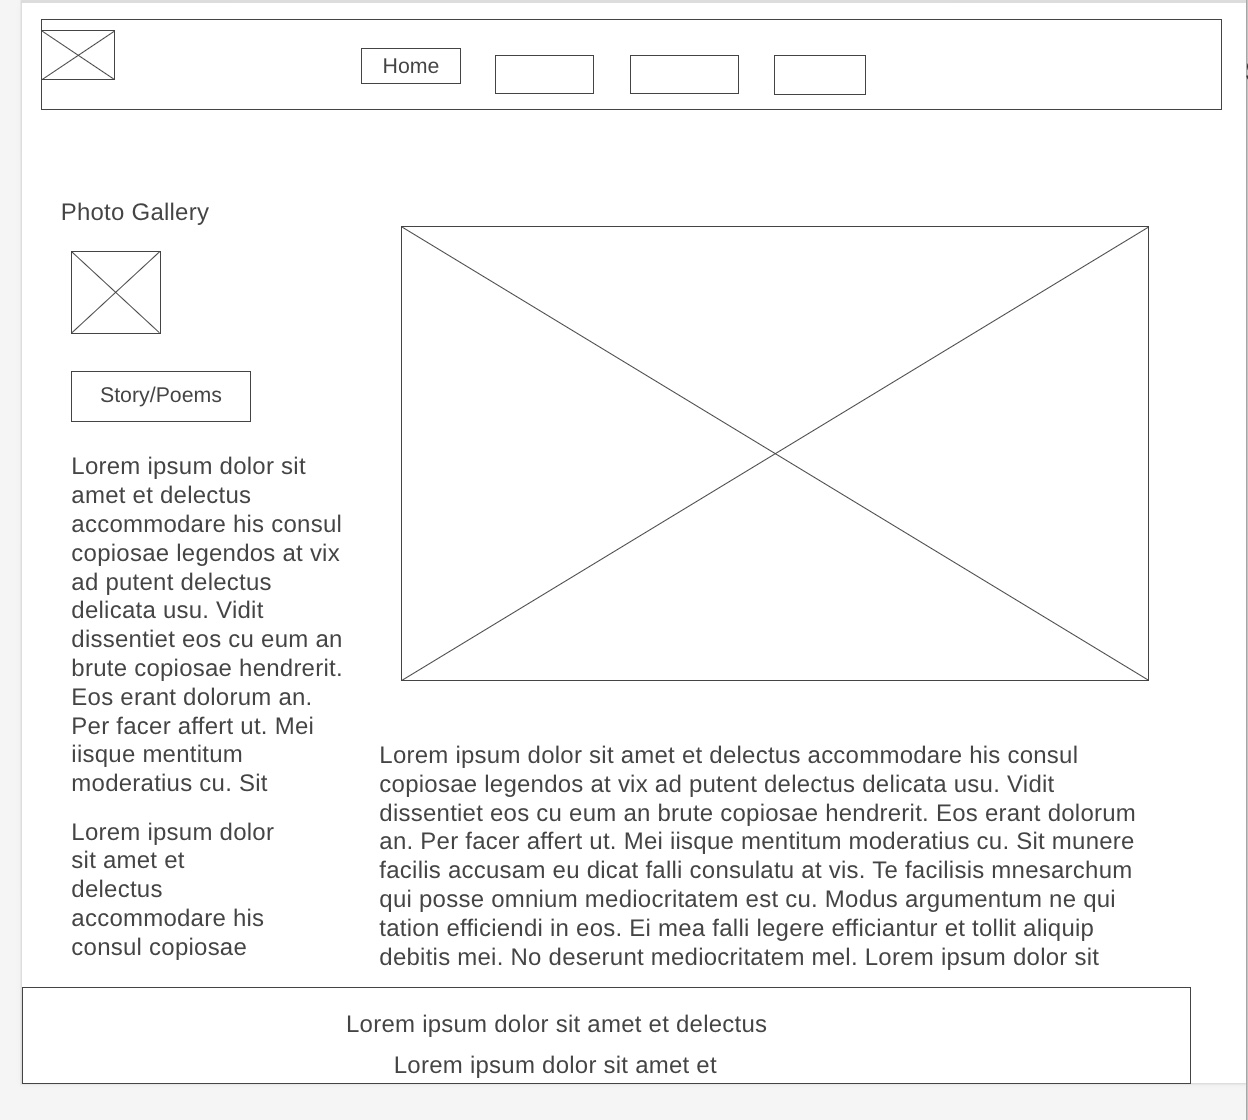 Home
Photo Gallery
Story/Poems
Lorem ipsum dolor sit
amet et delectus
accommodare his consul
copiosae legendos at vix
ad putent delectus
delicata usu. Vidit
dissentiet eos cu eum an
brute copiosae hendrerit.
Eos erant dolorum an.
Per facer affert ut. Mei
iisque mentitum
moderatius cu. Sit
Lorem ipsum dolor
sit amet et
delectus
accommodare his
consul copiosae
Lorem ipsum dolor sit amet et delectus accommodare his consul
copiosae legendos at vix ad putent delectus delicata usu. Vidit
dissentiet eos cu eum an brute copiosae hendrerit. Eos erant dolorum
an. Per facer affert ut. Mei iisque mentitum moderatius cu. Sit munere
facilis accusam eu dicat falli consulatu at vis. Te facilisis mnesarchum
qui posse omnium mediocritatem est cu. Modus argumentum ne qui
tation efficiendi in eos. Ei mea falli legere efficiantur et tollit aliquip
debitis mei. No deserunt mediocritatem mel. Lorem ipsum dolor sit
Lorem ipsum dolor sit amet et delectus
Lorem ipsum dolor sit amet et